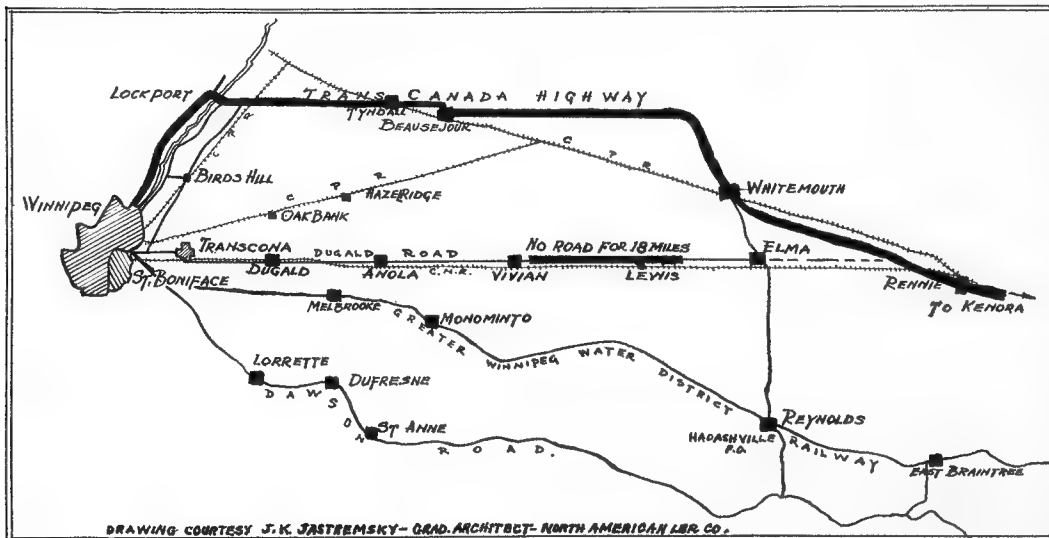 LOCKPORT
TRANS CANADA HIGHWAY
TYNDALL
BEAUSEJOUR
C P R
BIRDS HILL
C P R
HAZELRIDGE
WHITEMOUTH
WINNIPEG
OAKBANK
TRANSCONA
DUGALD ROAD
NO ROAD FOR 18 MILES
ELMA
ST. BONIFACE
DUGALD
ANOLA
C.N.R.
VIVIAN
LEWIS
RENNIE
TO KENORA
MELBROOKE
MONOMINTO
GREATER WINNIPEG WATER DISTRICT RAILWAY
LORRETTE
DUFRESNE
DAWSON ROAD.
ST ANNE
REYNOLDS
HADASHVILLE
P.O.
EAST BRAINTREE
DRAWING COURTESY J.K. JASTREMSKY - GRAD. ARCHITECT - NORTH AMERICAN LBR CO.